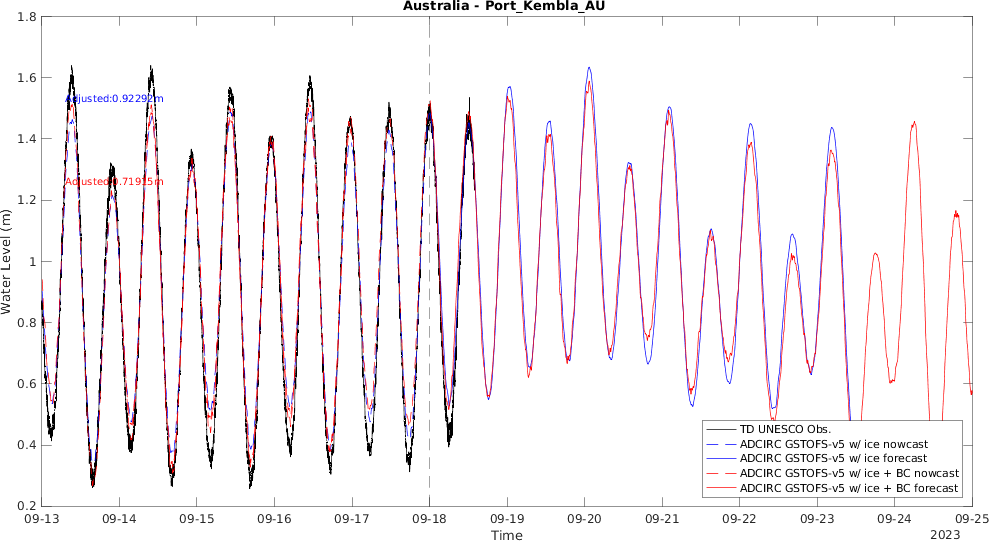 Australia - Port_Kembla_AU
1.8
1.6
1.4
1.2
1
0.8
0.6
0.4
0.2
Water Level (m)
Adjusted:0.92292m
Adjusted:0.71915m
TD UNESCO Obs.
ADCIRC GSTOFS-v5 w/ ice nowcast
ADCIRC GSTOFS-v5 w/ ice forecast
ADCIRC GSTOFS-v5 w/ ice + BC nowcast
ADCIRC GSTOFS-v5 w/ ice + BC forecast
09-13 09-14 09-15 09-16 09-17 09-18 09-19 09-20 09-21 09-22 09-23 09-24 09-25
Time
2023